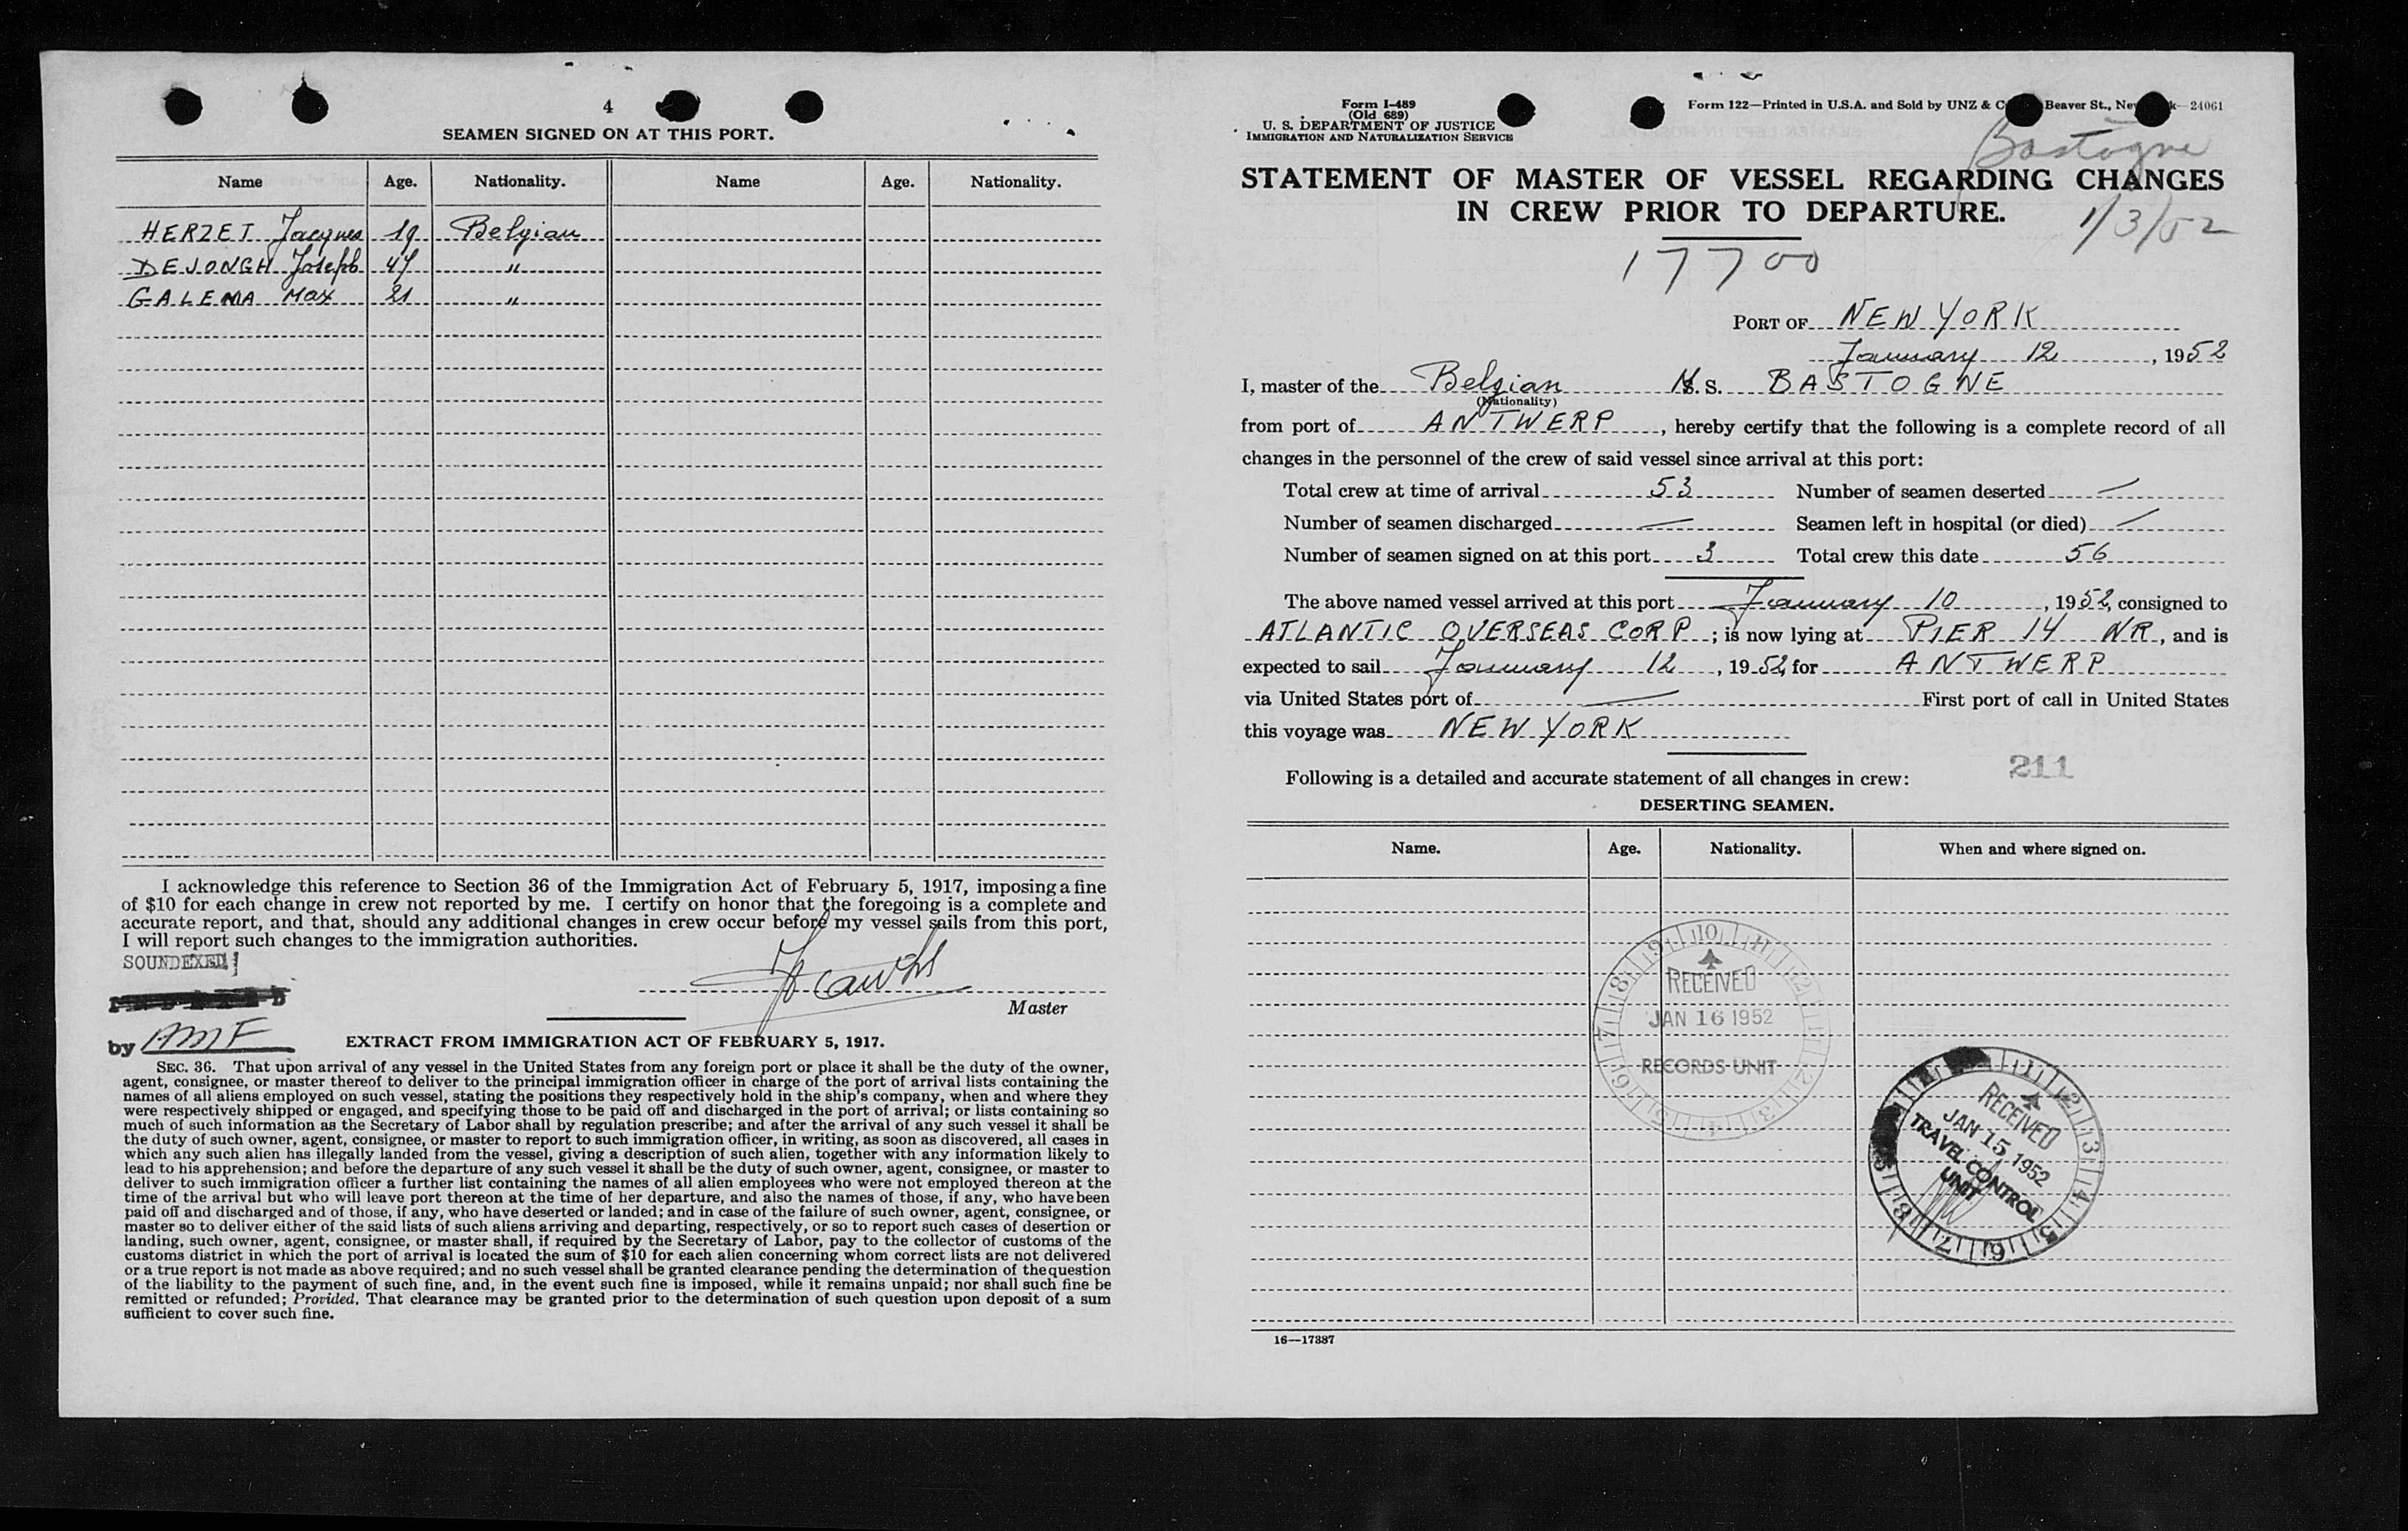 4
SEAMEN SIGNED ON AT THIS PORT.
Name Age. Nationality. Name Age. Nationality.
HERZET Jacques 19 Belgian
DEJONGH Joseph 47 "
GALEMA Max 21 "
I acknowledge this reference to Section 36 of the Immigration Act of February 5, 1917, imposing a fine
of $10 for each change in crew not reported by me. I certify on honor that the foregoing is a complete and
accurate report, and that, should any additional changes in crew occur before my vessel sails from this port,
I will report such changes to the immigration authorities.
SOUNDEXED
Master
by AMF
EXTRACT FROM IMMIGRATION ACT OF FEBRUARY 5, 1917.
SEC. 36. That upon arrival of any vessel in the United States from any foreign port or place it shall be the duty of the owner,
agent, consignee, or master thereof to deliver to the principal immigration officer in charge of the port of arrival lists containing the
names of all aliens employed on such vessel, stating the positions they respectively hold in the ship's company, when and where they
were respectively shipped or engaged, and specifying those to be paid off and discharged in the port of arrival; or lists containing so
much of such information as the Secretary of Labor shall by regulation prescribe; and after the arrival of any such vessel it shall be
the duty of such owner, agent, consignee, or master to report to such immigration officer, in writing, as soon as discovered, all cases in
which any such alien has illegally landed from the vessel, giving a description of such alien, together with any information likely to
lead to his apprehension; and before the departure of any such vessel it shall be the duty of such owner, agent, consignee, or master to
deliver to such immigration officer a further list containing the names of all alien employees who were not employed thereon at the
time of the arrival but who will leave port thereon at the time of her departure, and also the names of those, if any, who have been
paid off and discharged and of those, if any, who have deserted or landed; and in case of the failure of such owner, agent, consignee, or
master so to deliver either of the said lists of such aliens arriving and departing, respectively, or so to report such cases of desertion or
landing, such owner, agent, consignee, or master shall, if required by the Secretary of Labor, pay to the collector of customs of the
customs district in which the port of arrival is located the sum of $10 for each alien concerning whom correct lists are not delivered
or a true report is not made as above required; and no such vessel shall be granted clearance pending the determination of the question
of the liability to the payment of such fine, and, in the event such fine is imposed, while it remains unpaid; nor shall such fine be
remitted or refunded; Provided, That clearance may be granted prior to the determination of such question upon deposit of a sum
sufficient to cover such fine.
Form I-489
(Old 689)
U. S. DEPARTMENT OF JUSTICE
IMMIGRATION AND NATURALIZATION SERVICE
Form 122—Printed in U.S.A. and Sold by UNZ & C Beaver St., New k—24061
Bastogne
STATEMENT OF MASTER OF VESSEL REGARDING CHANGES
IN CREW PRIOR TO DEPARTURE.
1/3/52
17700
PORT OF NEW YORK
January 12, 1952
I, master of the Belgian M. S. BASTOGNE
(Nationality)
from port of ANTWERP, hereby certify that the following is a complete record of all
changes in the personnel of the crew of said vessel since arrival at this port:
Total crew at time of arrival 53 Number of seamen deserted —
Number of seamen discharged — Seamen left in hospital (or died) —
Number of seamen signed on at this port 3 Total crew this date 56
The above named vessel arrived at this port January 10, 1952, consigned to
ATLANTIC OVERSEAS CORP; is now lying at PIER 14 NR, and is
expected to sail January 12, 1952, for ANTWERP
via United States port of — First port of call in United States
this voyage was NEW YORK
211
Following is a detailed and accurate statement of all changes in crew:
DESERTING SEAMEN.
Name. Age. Nationality. When and where signed on.
RECEIVED
JAN 16 1952
RECORDS UNIT
RECEIVED
JAN 15 1952
TRAVEL CONTROL
UNIT
16—17387